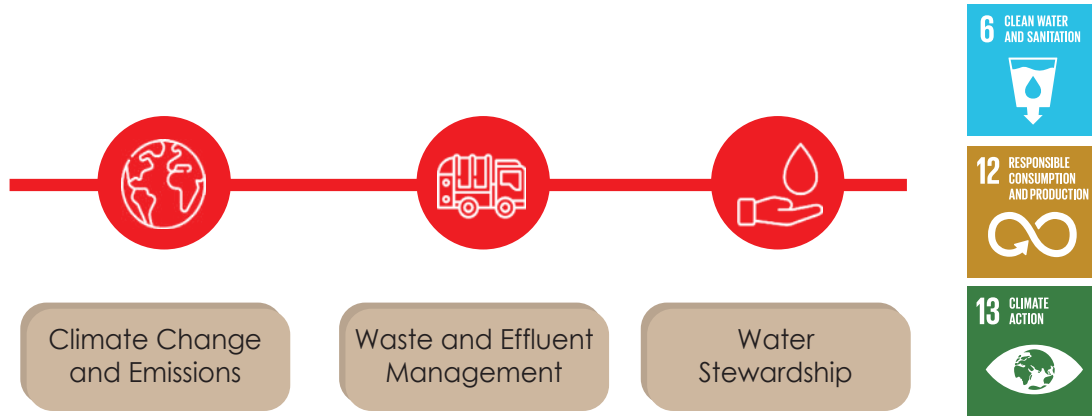 Climate Change
and Emissions
Waste and Effluent
Management
Water
Stewardship
6 CLEAN WATER
AND SANITATION
12 RESPONSIBLE
CONSUMPTION
AND PRODUCTION
13 CLIMATE
ACTION